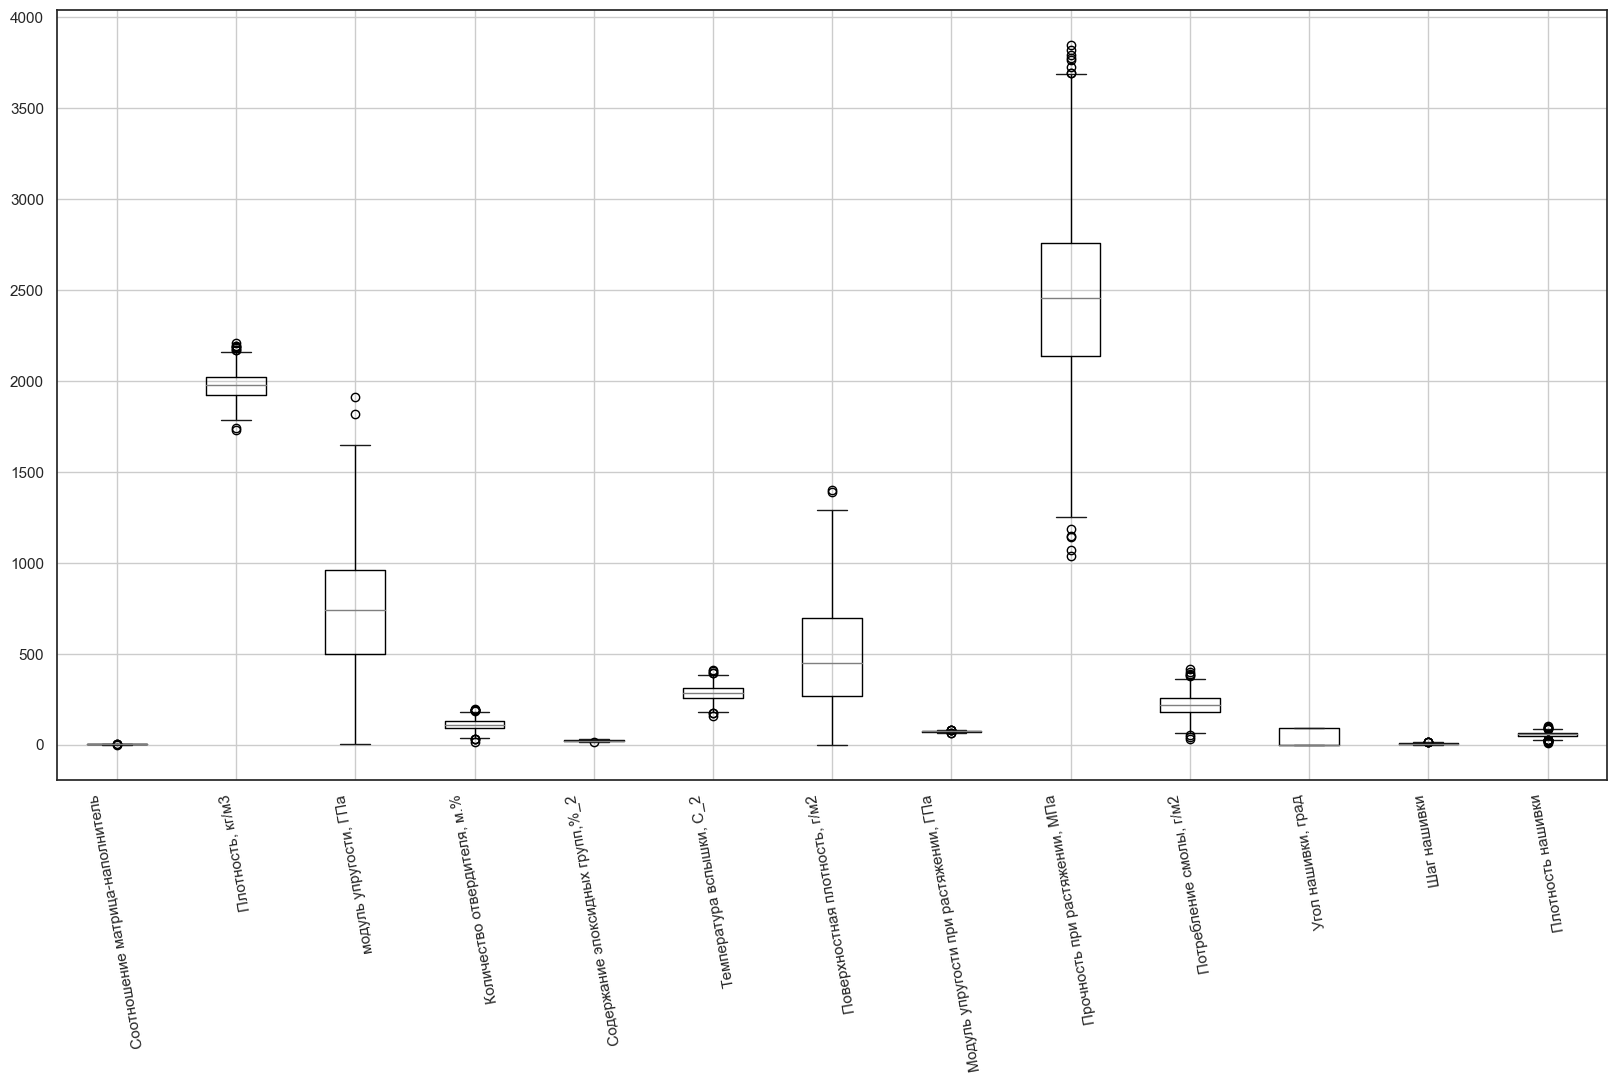 4000
3500
3000
2500
2000
1500
1000
500
0
Соотношение матрица-наполнитель
Плотность, кг/м3
модуль упругости, ГПа
Количество отвердителя, м.%
Содержание эпоксидных групп,%_2
Температура вспышки, С_2
Поверхностная плотность, г/м2
Модуль упругости при растяжении, ГПа
Прочность при растяжении, МПа
Потребление смолы, г/м2
Угол нашивки, град
Шаг нашивки
Плотность нашивки